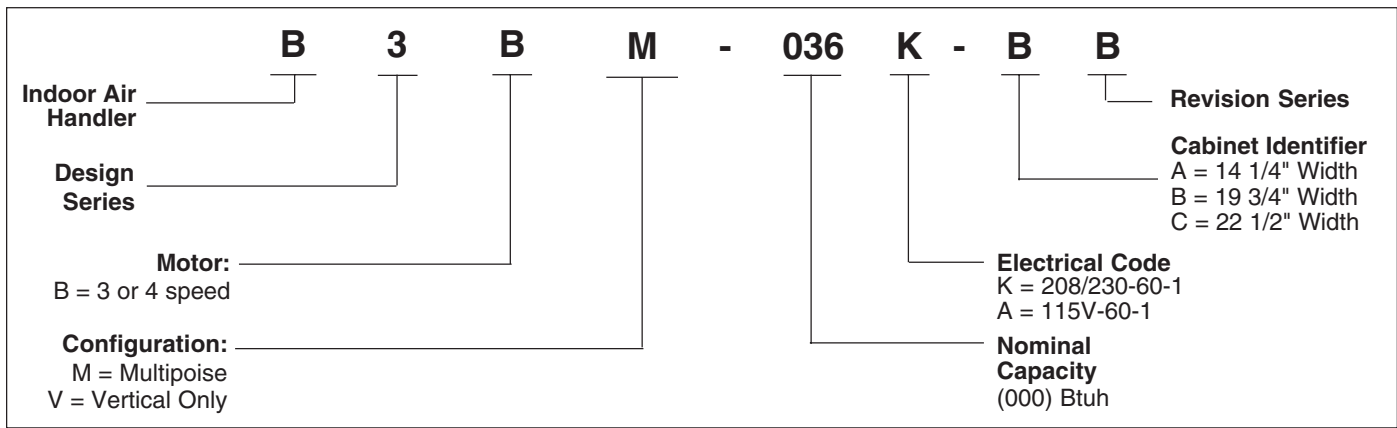 B 3 B M - 036 K - B B
Indoor Air
Handler
Design
Series
Motor:
B = 3 or 4 speed
Configuration:
M = Multipoise
V = Vertical Only
Revision Series
Cabinet Identifier
A = 14 1/4" Width
B = 19 3/4" Width
C = 22 1/2" Width
Electrical Code
K = 208/230-60-1
A = 115V-60-1
Nominal
Capacity
(000) Btuh